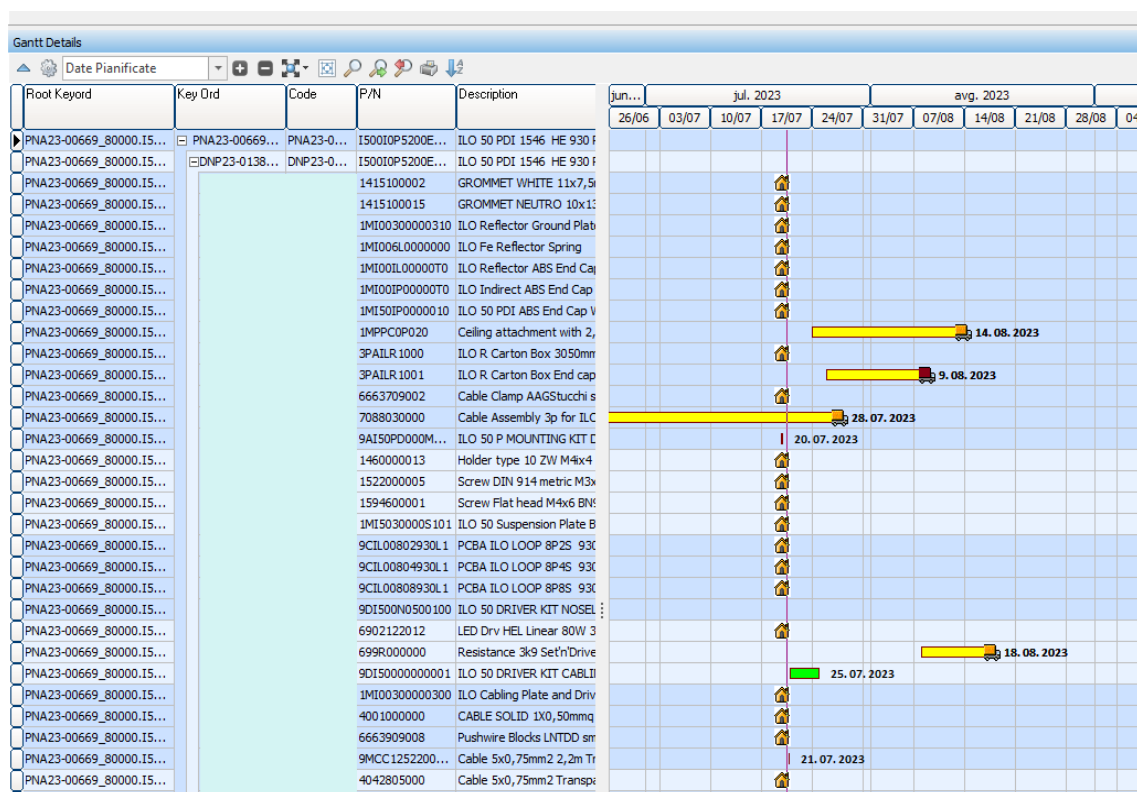 Gantt Details
Date Pianificate
Root Keyord Key Ord Code P/N Description jun... jul. 2023 avg. 2023
26/06 03/07 10/07 17/07 24/07 31/07 07/08 14/08 21/08 28/08 04
PNA23-00669_80000.I5... PNA23-00669... PNA23-0... I500I0P5200E... ILO 50 PDI 1546 HE 930 F
PNA23-00669_80000.I5... DNP23-0138... DNP23-0... I500I0P5200E... ILO 50 PDI 1546 HE 930 F
PNA23-00669_80000.I5... 1415100002 GROMMET WHITE 11x7,5
PNA23-00669_80000.I5... 1415100015 GROMMET NEUTRO 10x13
PNA23-00669_80000.I5... 1MI00300000310 ILO Reflector Ground Plat
PNA23-00669_80000.I5... 1MI006L0000000 ILO Fe Reflector Spring
PNA23-00669_80000.I5... 1MI00IL00000T0 ILO Reflector ABS End Cap
PNA23-00669_80000.I5... 1MI00IP00000T0 ILO Indirect ABS End Cap
PNA23-00669_80000.I5... 1MI50IP0000010 ILO 50 PDI ABS End Cap W
PNA23-00669_80000.I5... 1MPPC0P020 Ceiling attachment with 2, 14. 08. 2023
PNA23-00669_80000.I5... 3PAILR1000 ILO R Carton Box 3050mm
PNA23-00669_80000.I5... 3PAILR1001 ILO R Carton Box End cap 9. 08. 2023
PNA23-00669_80000.I5... 6663709002 Cable Clamp AAGStucchi s
PNA23-00669_80000.I5... 7088030000 Cable Assembly 3p for ILO 28. 07. 2023
PNA23-00669_80000.I5... 9AI50PD000M... ILO 50 P MOUNTING KIT D 20. 07. 2023
PNA23-00669_80000.I5... 1460000013 Holder type 10 ZW M4ix4
PNA23-00669_80000.I5... 1522000005 Screw DIN 914 metric M3x
PNA23-00669_80000.I5... 1594600001 Screw Flat head M4x6 BN9
PNA23-00669_80000.I5... 1MI5030000S101 ILO 50 Suspension Plate B
PNA23-00669_80000.I5... 9CIL00802930L1 PCBA ILO LOOP 8P2S 930
PNA23-00669_80000.I5... 9CIL00804930L1 PCBA ILO LOOP 8P4S 930
PNA23-00669_80000.I5... 9CIL00808930L1 PCBA ILO LOOP 8P8S 930
PNA23-00669_80000.I5... 9DI500N0500100 ILO 50 DRIVER KIT NOSEL
PNA23-00669_80000.I5... 6902122012 LED Drv HEL Linear 80W 3
PNA23-00669_80000.I5... 699R000000 Resistance 3k9 Set'n'Drive 18. 08. 2023
PNA23-00669_80000.I5... 9DI50000000001 ILO 50 DRIVER KIT CABLI 25. 07. 2023
PNA23-00669_80000.I5... 1MI00300000300 ILO Cabling Plate and Driv
PNA23-00669_80000.I5... 4001000000 CABLE SOLID 1X0,50mmq
PNA23-00669_80000.I5... 6663909008 Pushwire Blocks LNTDD sm
PNA23-00669_80000.I5... 9MCC1252200... Cable 5x0,75mm2 2,2m Tr 21. 07. 2023
PNA23-00669_80000.I5... 4042805000 Cable 5x0,75mm2 Transpa